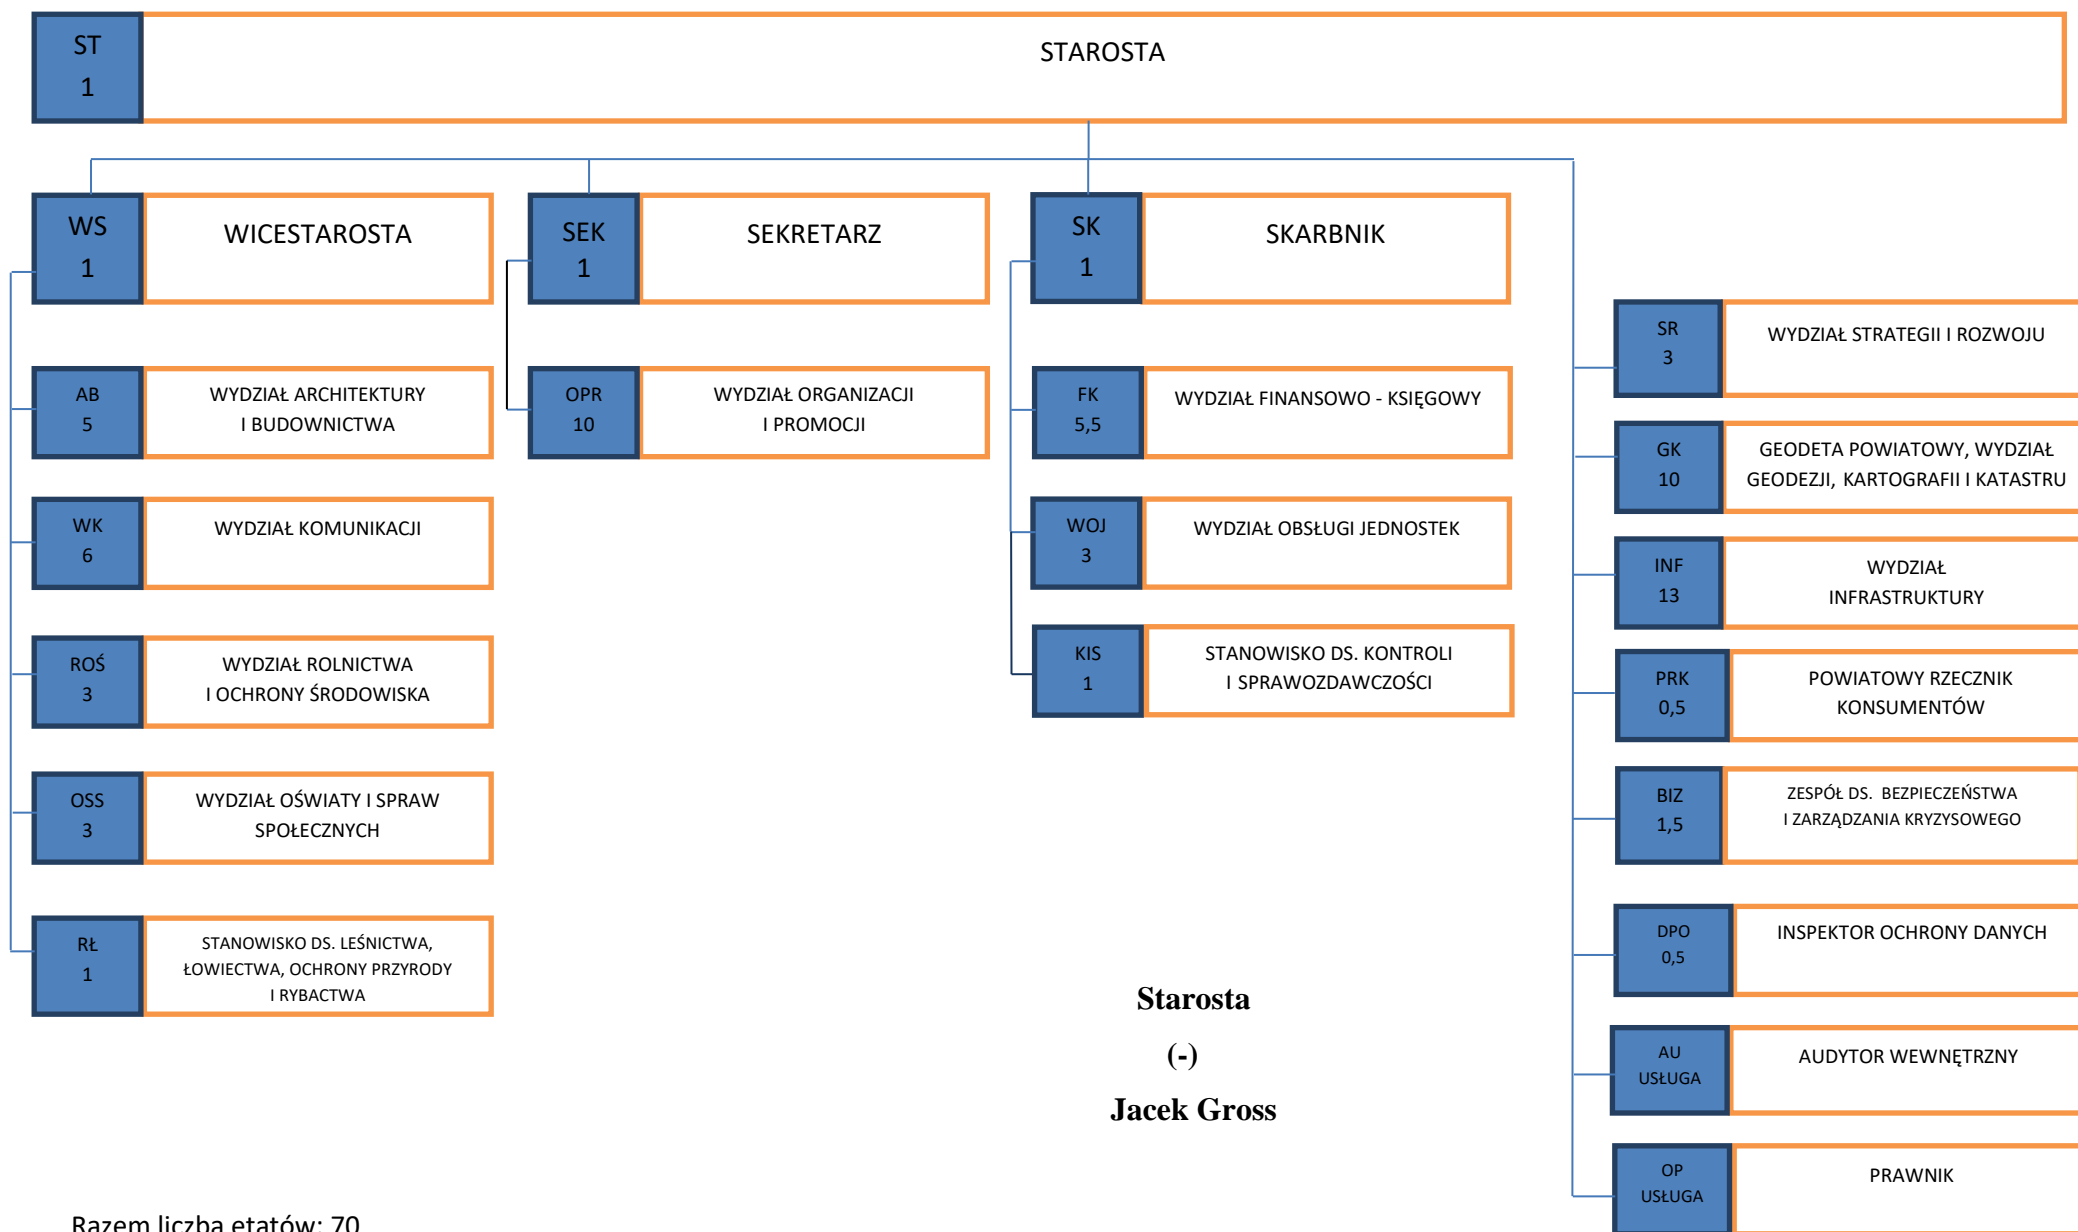 ST
1
STAROSTA
WS
1
WICESTAROSTA
SEK
1
SEKRETARZ
SK
1
SKARBNIK
AB
5
WYDZIAŁ ARCHITEKTURY
I BUDOWNICTWA
WK
6
WYDZIAŁ KOMUNIKACJI
ROŚ
3
WYDZIAŁ ROLNICTWA
I OCHRONY ŚRODOWISKA
OSS
3
WYDZIAŁ OŚWIATY I SPRAW
SPOŁECZNYCH
RŁ
1
STANOWISKO DS. LEŚNICTWA,
ŁOWIECTWA, OCHRONY PRZYRODY
I RYBACTWA
OPR
10
WYDZIAŁ ORGANIZACJI
I PROMOCJI
FK
5,5
WYDZIAŁ FINANSOWO - KSIĘGOWY
WOJ
3
WYDZIAŁ OBSŁUGI JEDNOSTEK
KIS
1
STANOWISKO DS. KONTROLI
I SPRAWOZDAWCZOŚCI
SR
3
WYDZIAŁ STRATEGII I ROZWOJU
GK
10
GEODETA POWIATOWY, WYDZIAŁ
GEODEZJI, KARTOGRAFII I KATASTRU
INF
13
WYDZIAŁ
INFRASTRUKTURY
PRK
0,5
POWIATOWY RZECZNIK
KONSUMENTÓW
BIZ
1,5
ZESPÓŁ DS. BEZPIECZEŃSTWA
I ZARZĄDZANIA KRYZYSOWEGO
DPO
0,5
INSPEKTOR OCHRONY DANYCH
AU
USŁUGA
AUDYTOR WEWNĘTRZNY
OP
USŁUGA
PRAWNIK
Starosta
(-)
Jacek Gross
Razem liczba etatów: 70